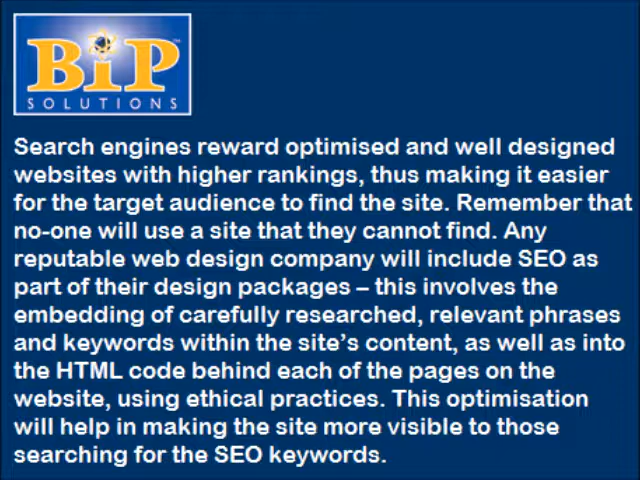 BiP™
SOLUTIONS
Search engines reward optimised and well designed
websites with higher rankings, thus making it easier
for the target audience to find the site. Remember that
no-one will use a site that they cannot find. Any
reputable web design company will include SEO as
part of their design packages – this involves the
embedding of carefully researched, relevant phrases
and keywords within the site’s content, as well as into
the HTML code behind each of the pages on the
website, using ethical practices. This optimisation
will help in making the site more visible to those
searching for the SEO keywords.